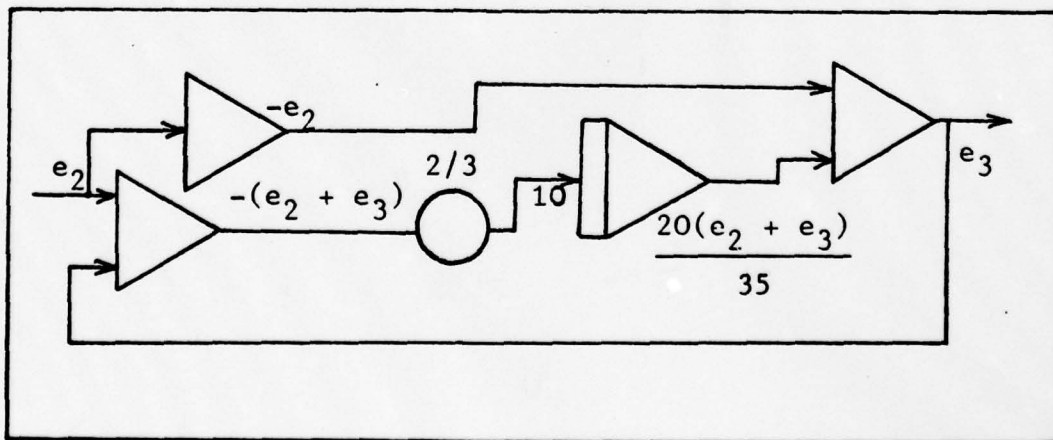 -e₂
2/3
e₂
-(e₂ + e₃)
10
e₃
20(e₂ + e₃)
35